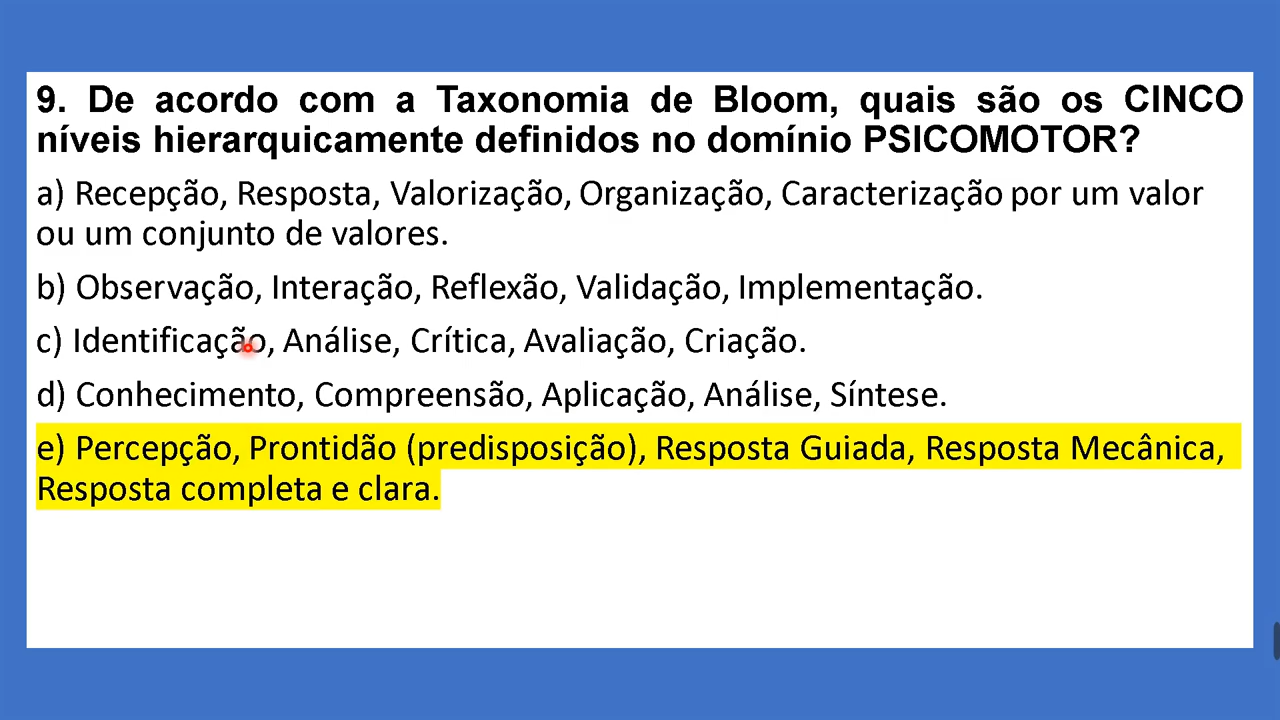 9. De acordo com a Taxonomia de Bloom, quais são os CINCO
níveis hierarquicamente definidos no domínio PSICOMOTOR?
a) Recepção, Resposta, Valorização, Organização, Caracterização por um valor
ou um conjunto de valores.
b) Observação, Interação, Reflexão, Validação, Implementação.
c) Identificação, Análise, Crítica, Avaliação, Criação.
d) Conhecimento, Compreensão, Aplicação, Análise, Síntese.
e) Percepção, Prontidão (predisposição), Resposta Guiada, Resposta Mecânica,
Resposta completa e clara.